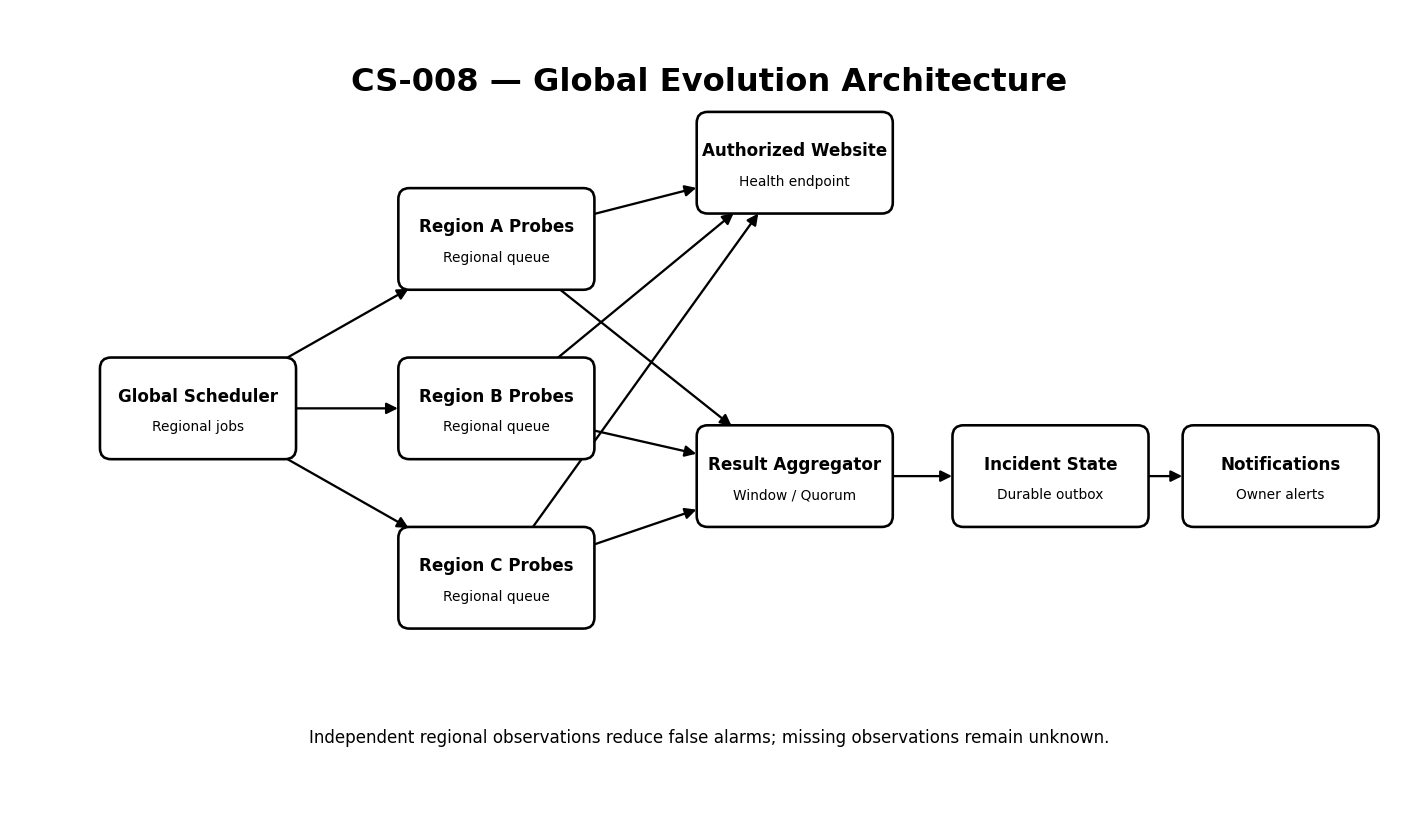 CS-008 — Global Evolution Architecture
Authorized Website
Health endpoint
Region A Probes
Regional queue
Global Scheduler
Regional jobs
Region B Probes
Regional queue
Result Aggregator
Window / Quorum
Incident State
Durable outbox
Notifications
Owner alerts
Region C Probes
Regional queue
Independent regional observations reduce false alarms; missing observations remain unknown.